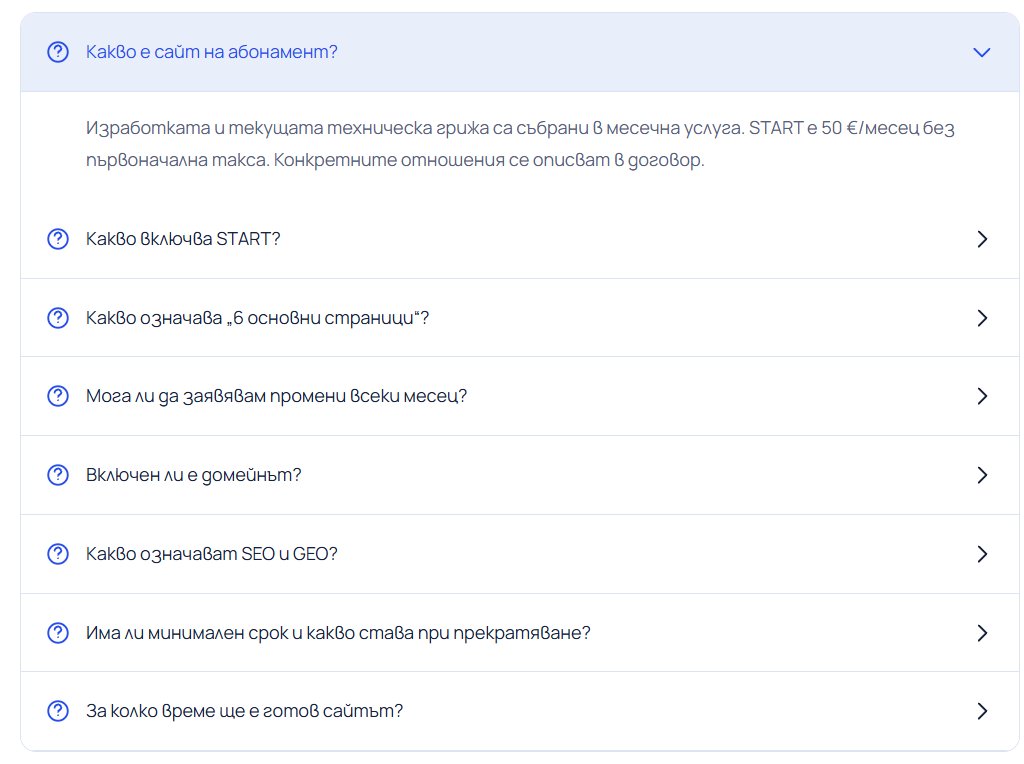 Какво е сайт на абонамент?
Изработката и текущата техническа грижа са събрани в месечна услуга. START е 50 €/месец без
първоначална такса. Конкретните отношения се описват в договор.
Какво включва START?
Какво означава „6 основни страници“?
Мога ли да заявявам промени всеки месец?
Включен ли е домейнът?
Какво означават SEO и GEO?
Има ли минимален срок и какво става при прекратяване?
За колко време ще е готов сайтът?